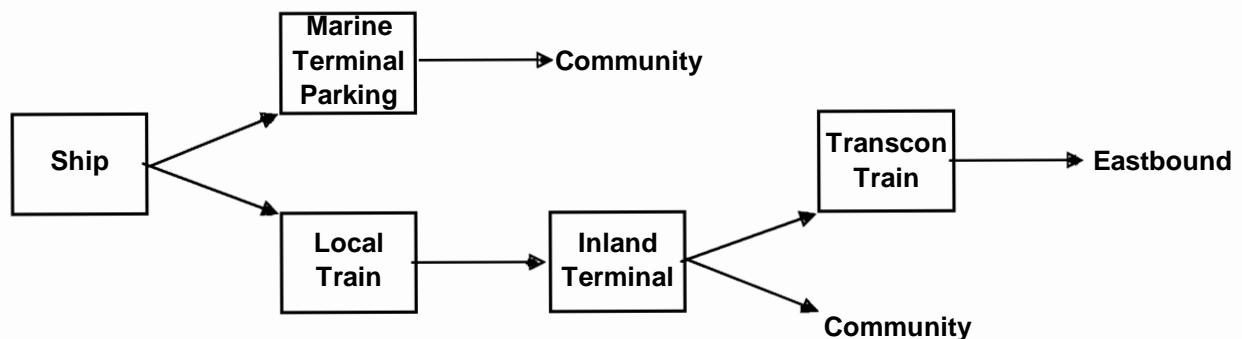 Marine
Terminal
Parking
Community
Ship
Transcon
Train
Eastbound
Local
Train
Inland
Terminal
Community